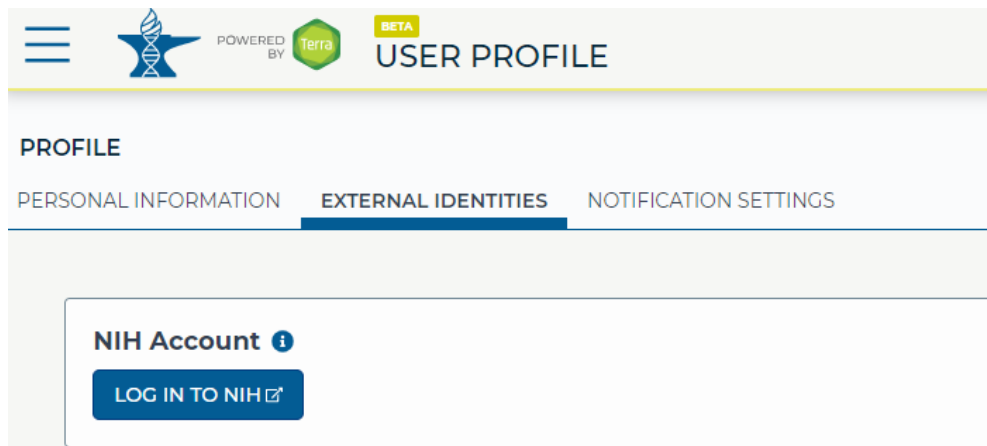 POWERED
BY
Terra
BETA
USER PROFILE
PROFILE
PERSONAL INFORMATION EXTERNAL IDENTITIES NOTIFICATION SETTINGS
NIH Account
LOG IN TO NIH